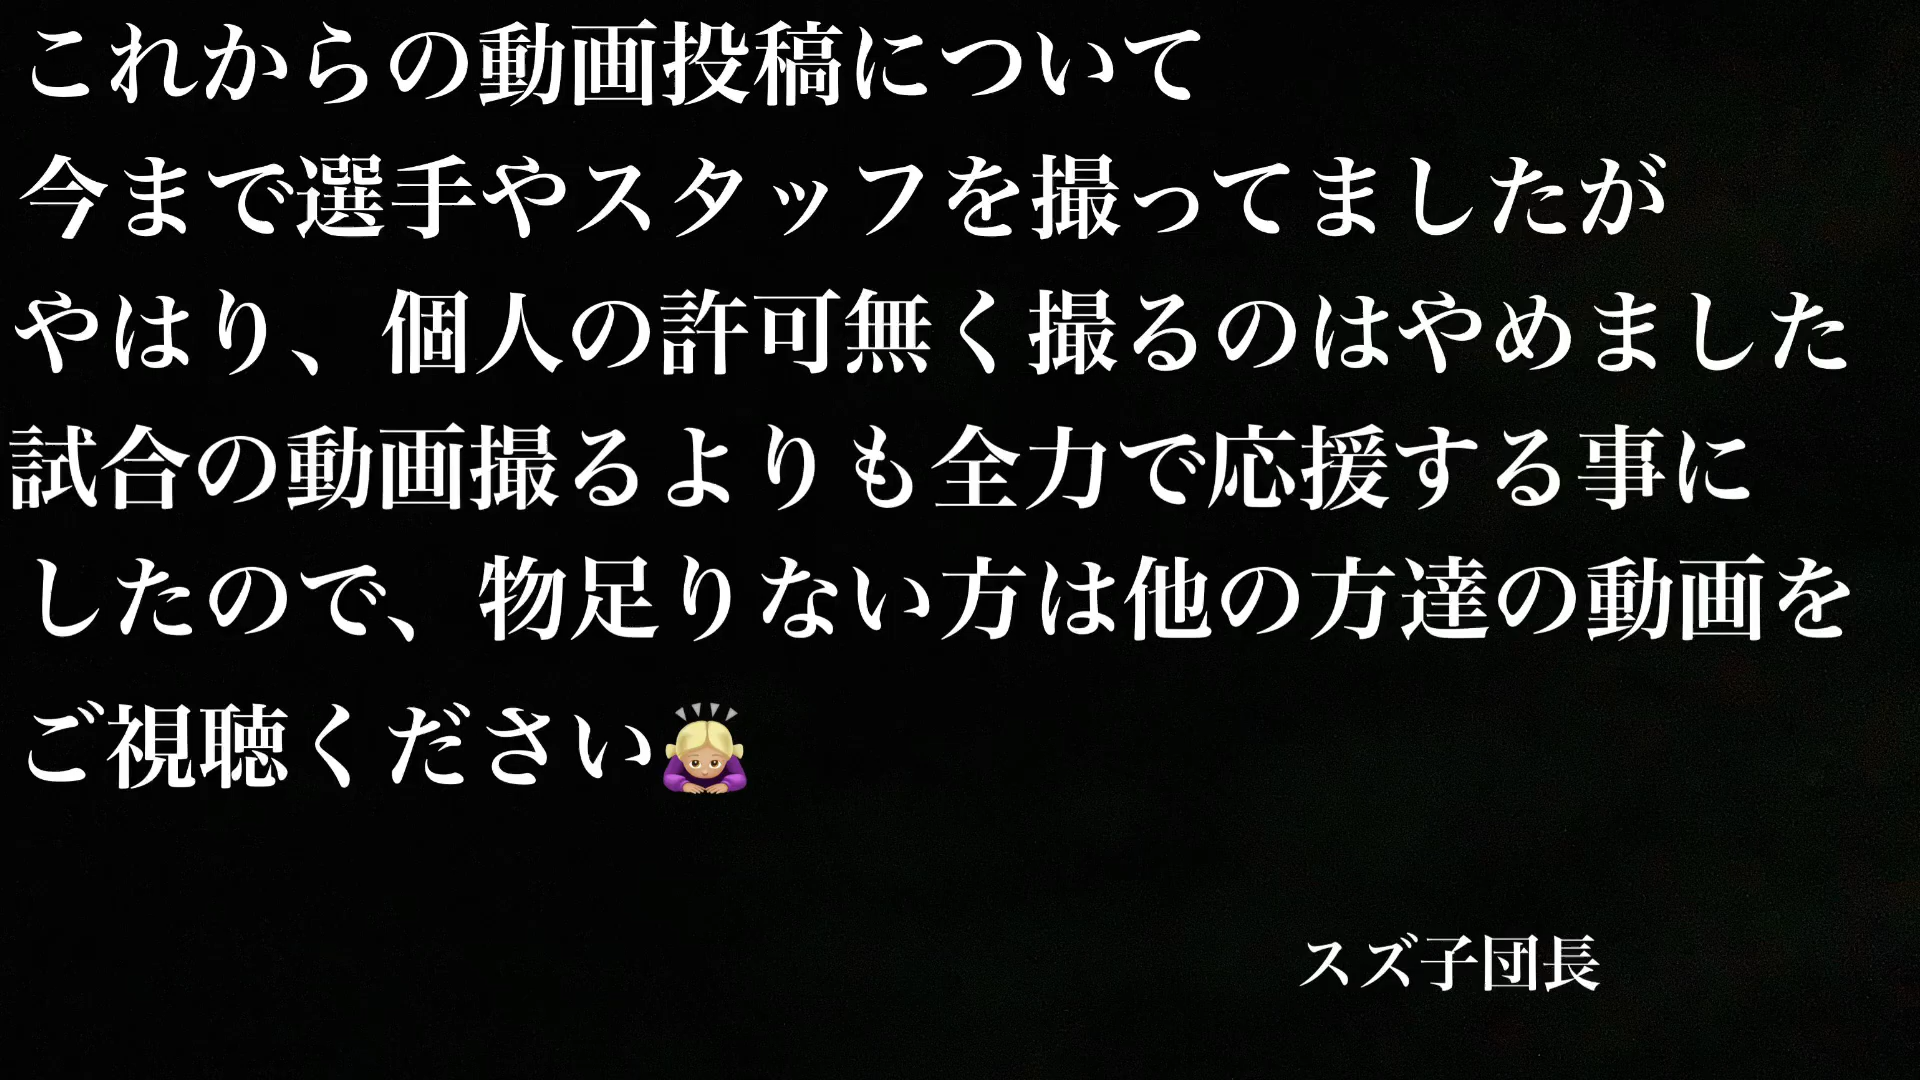 これからの動画投稿について
今まで選手やスタッフを撮ってましたが
やはり、個人の許可無く撮るのはやめました
試合の動画撮るよりも全力で応援する事に
したので、物足りない方は他の方達の動画を
ご視聴ください🙇🏼‍♀️
スズ子団長